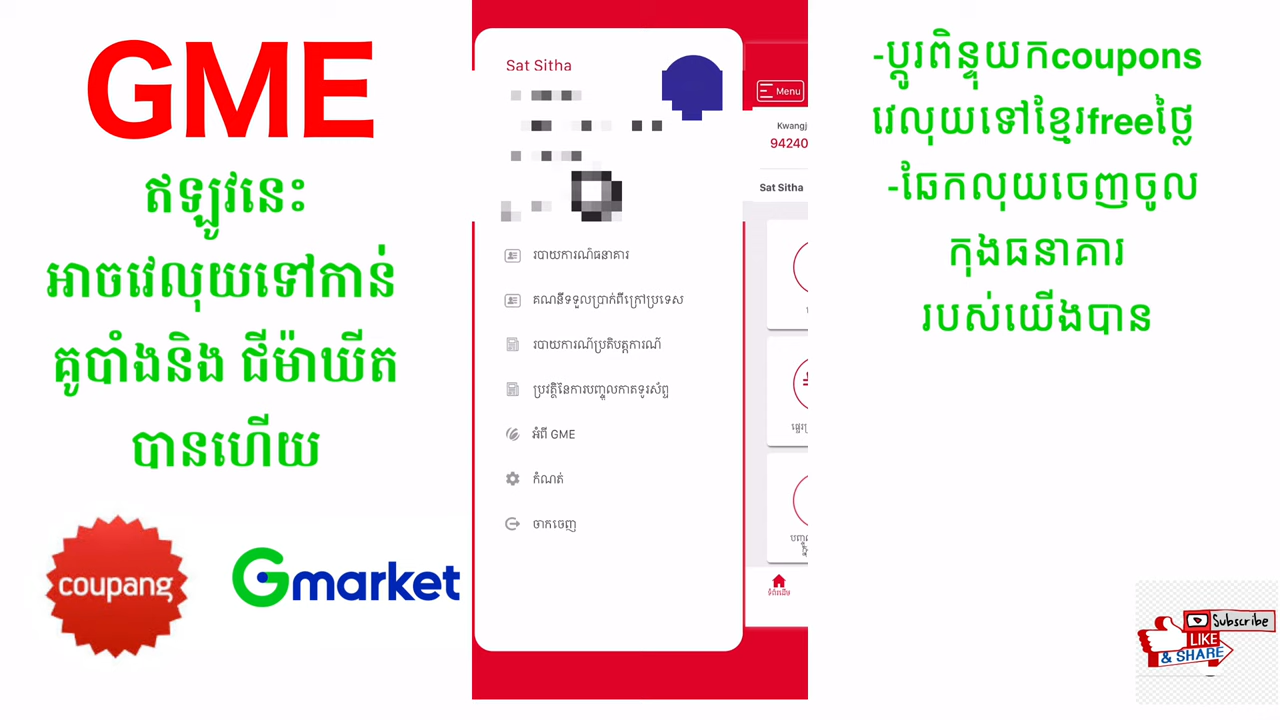 GME
ឥឡូវនេះ
អាចវេលុយទៅកាន់
គូបាំងនិង ជីម៉ាឃីត
បានហើយ
coupang
Gmarket
Sat Sitha
របាយការណ៌ធនាគារ
គណនីទទួលប្រាក់ពីក្រៅប្រទេស
របាយការណ៍ប្រតិបត្តការណ៍
ប្រវត្តិនៃការបញ្ចូលកាតទូរស័ព្ទ
អំពី GME
កំណត់
ចាកចេញ
Menu
Kwangj
94240
Sat Sitha
ទំព័រដើម
-ប្តូរពិន្ទុយកcoupons
វេលុយទៅខ្មែរfreeថ្លៃ
-ឆែកលុយចេញចូល
កុងធនាគារ
របស់យើងបាន
Subscribe
LIKE
& SHARE